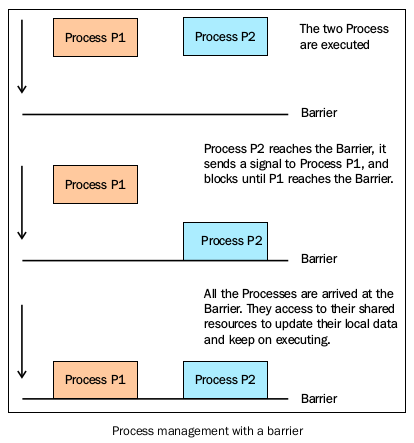 Process P1
Process P2
The two Process
are executed
Barrier
Process P2 reaches the Barrier, it
sends a signal to Process P1, and
blocks until P1 reaches the Barrier.
Process P1
Process P2
Barrier
All the Processes are arrived at the
Barrier. They access to their shared
resources to update their local data
and keep on executing.
Process P1
Process P2
Barrier
Process management with a barrier